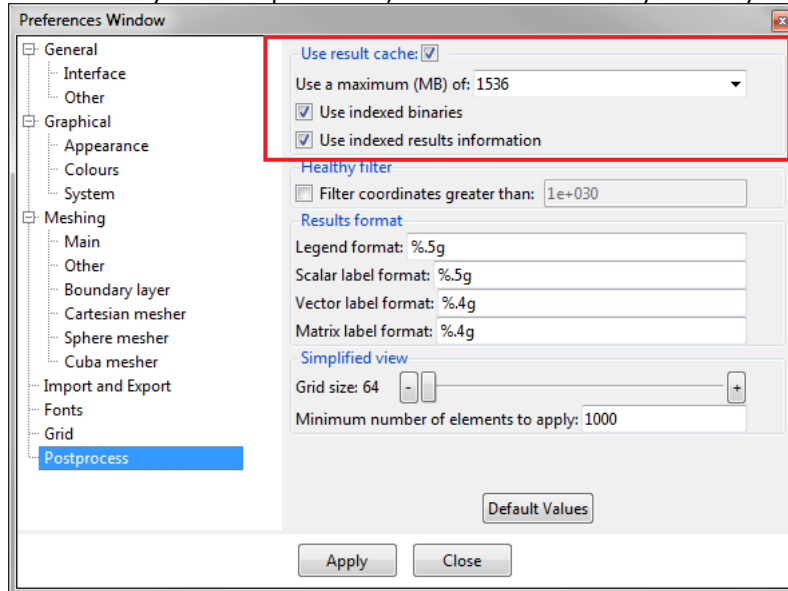 Preferences Window
General
Interface
Other
Graphical
Appearance
Colours
System
Meshing
Main
Other
Boundary layer
Cartesian mesher
Sphere mesher
Cuba mesher
Import and Export
Fonts
Grid
Postprocess
Use result cache:
Use a maximum (MB) of: 1536
Use indexed binaries
Use indexed results information
Healthy filter
Filter coordinates greater than: 1e+030
Results format
Legend format: %.5g
Scalar label format: %.5g
Vector label format: %.4g
Matrix label format: %.4g
Simplified view
Grid size: 64 - +
Minimum number of elements to apply: 1000
Default Values
Apply Close